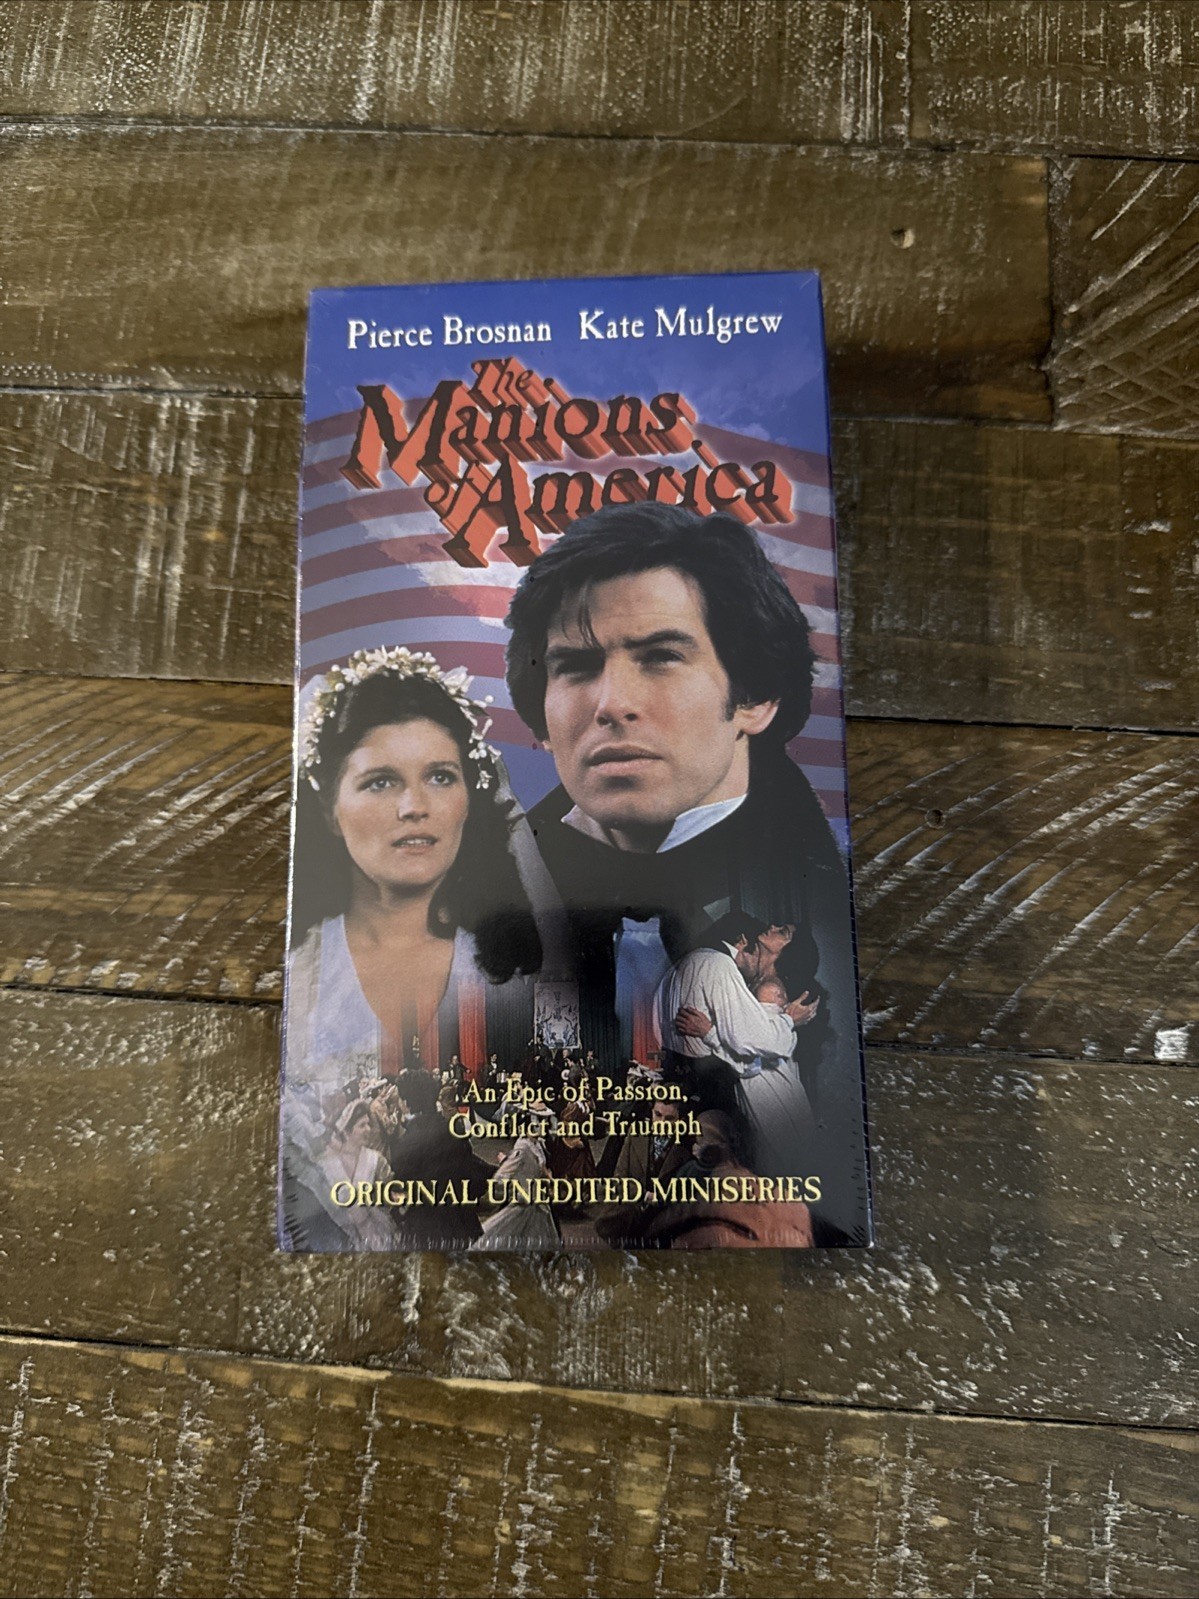 Pierce Brosnan Kate Mulgrew
The
Manions
of America
An Epic of Passion,
Conflict and Triumph
ORIGINAL UNEDITED MINISERIES